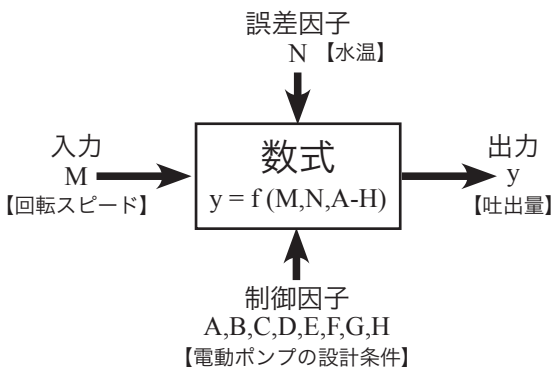 誤差因子
N 【水温】
入力
M
【回転スピード】
数式
y = f (M,N,A-H)
出力
y
【吐出量】
制御因子
A,B,C,D,E,F,G,H
【電動ポンプの設計条件】